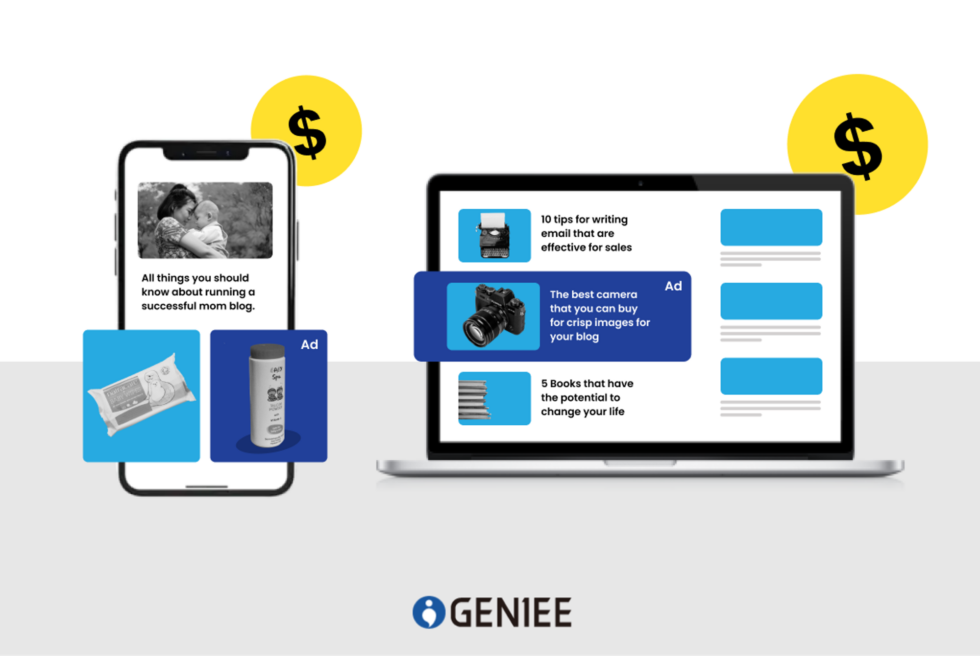 $
$
All things you should
know about running a
successful mom blog.
Ad
10 tips for writing
email that are
effective for sales
Ad
The best camera
that you can buy
for crisp images for
your blog
5 Books that have
the potential to
change your life
GENIEE